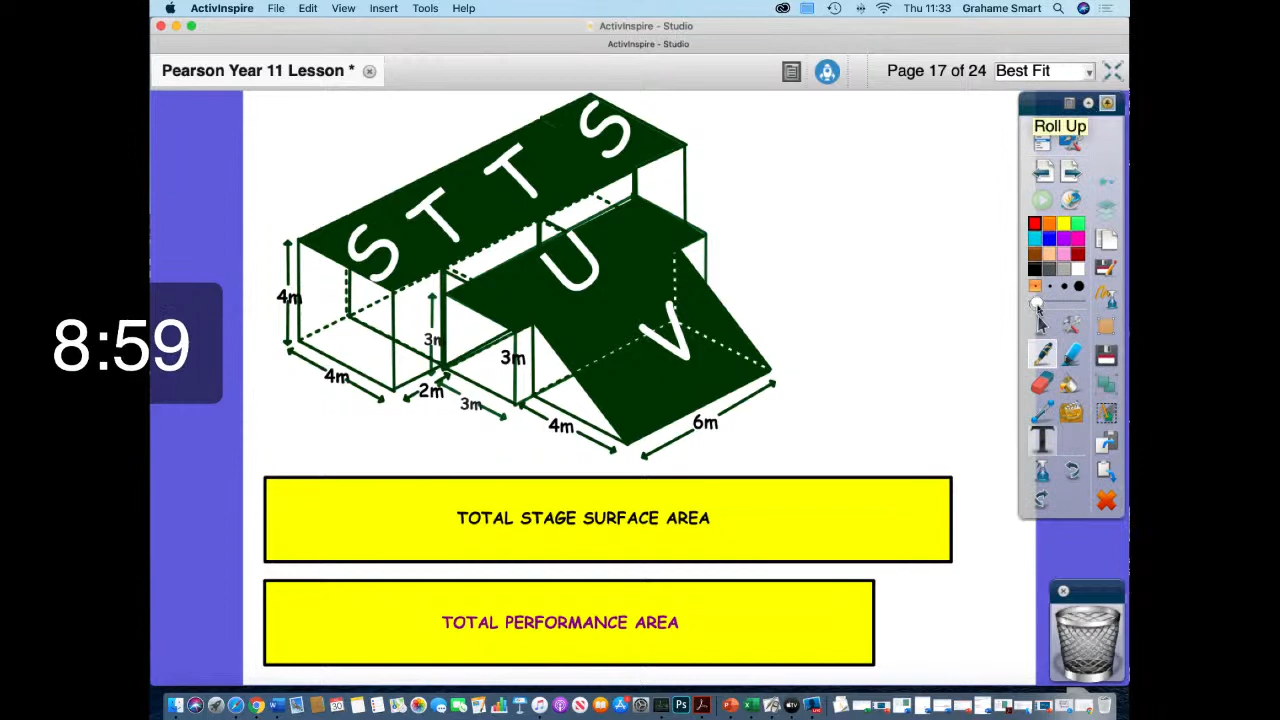 ActivInspire File Edit View Insert Tools Help Thu 11:33 Grahame Smart
ActivInspire - Studio
ActivInspire - Studio
Pearson Year 11 Lesson *
Page 17 of 24 Best Fit
Roll Up
S T T S
U
V
4m
4m
3m
2m
3m
3m
4m
6m
8:59
TOTAL STAGE SURFACE AREA
TOTAL PERFORMANCE AREA